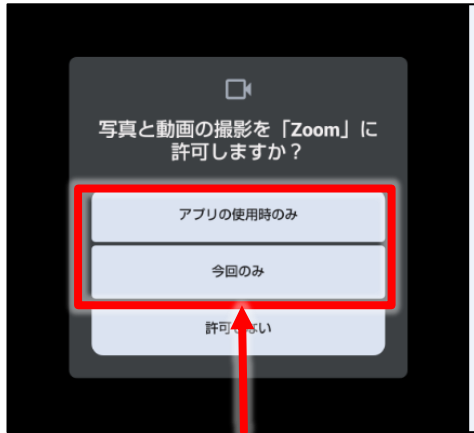 写真と動画の撮影を「Zoom」に
許可しますか？
アプリの使用時のみ
今回のみ
許可しない